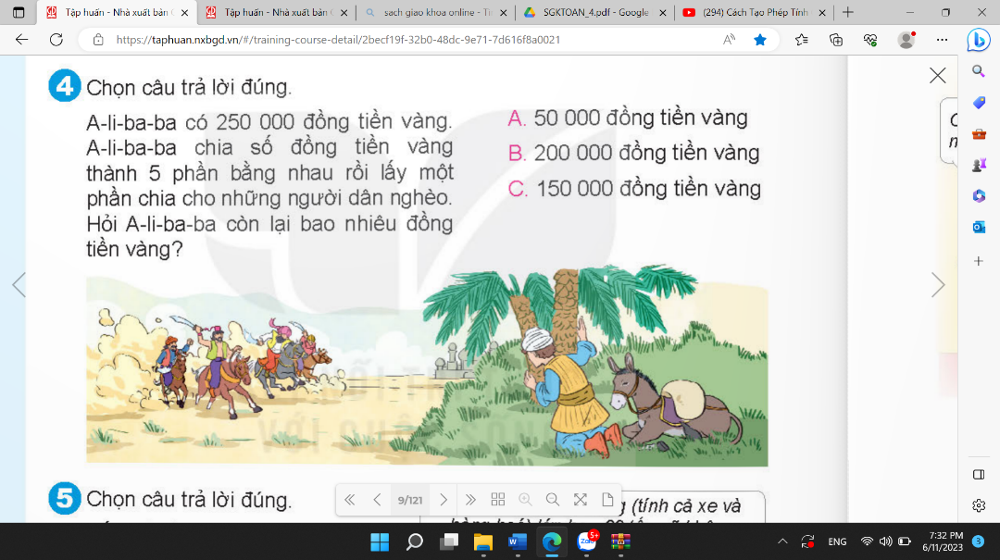 Tập huấn - Nhà xuất bản
Tập huấn - Nhà xuất bản
sach giao khoa online - Tì
SGKTOAN_4.pdf - Google
(294) Cách Tạo Phép Tính
https://taphuan.nxbgd.vn/#/training-course-detail/2becf19f-32b0-48dc-9e71-7d616f8a0021
4 Chọn câu trả lời đúng.
A-li-ba-ba có 250 000 đồng tiền vàng.
A-li-ba-ba chia số đồng tiền vàng
thành 5 phần bằng nhau rồi lấy một
phần chia cho những người dân nghèo.
Hỏi A-li-ba-ba còn lại bao nhiêu đồng
tiền vàng?
A. 50 000 đồng tiền vàng
B. 200 000 đồng tiền vàng
C. 150 000 đồng tiền vàng
5 Chọn câu trả lời đúng.
9/121
(tính cả xe và
ENG
7:32 PM
6/11/2023
3
5+